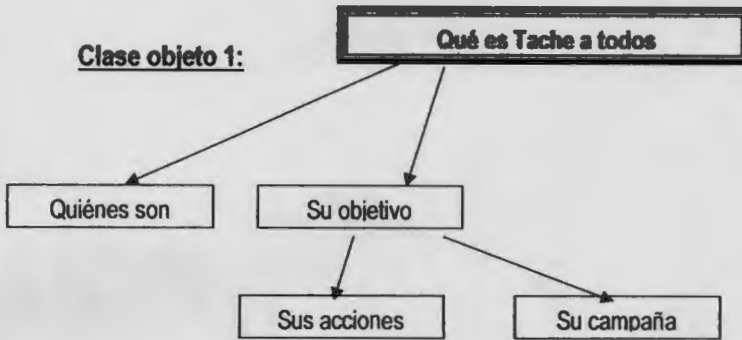 Qué es Tache a todos
Clase objeto 1:
Quiénes son
Su objetivo
Sus acciones
Su campaña